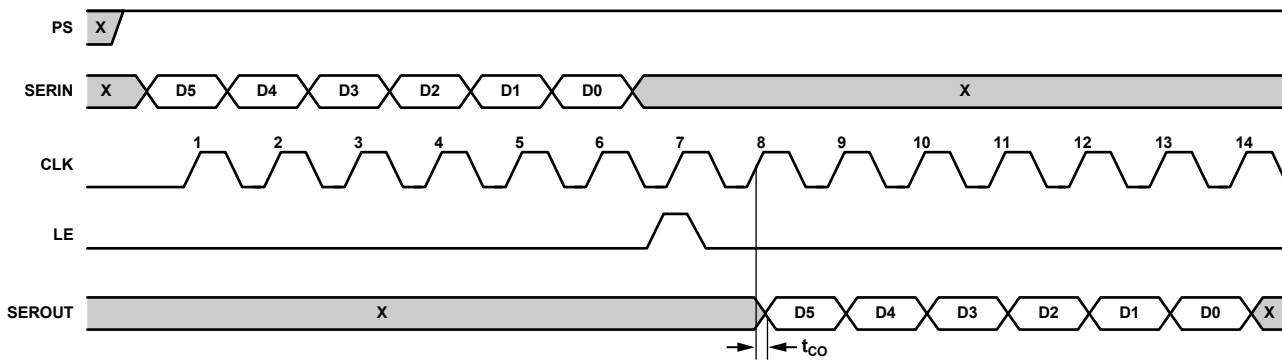 PS X
SERIN X D5 D4 D3 D2 D1 D0 X
1 2 3 4 5 6 7 8 9 10 11 12 13 14
CLK
LE
SEROUT X D5 D4 D3 D2 D1 D0 X
tCO